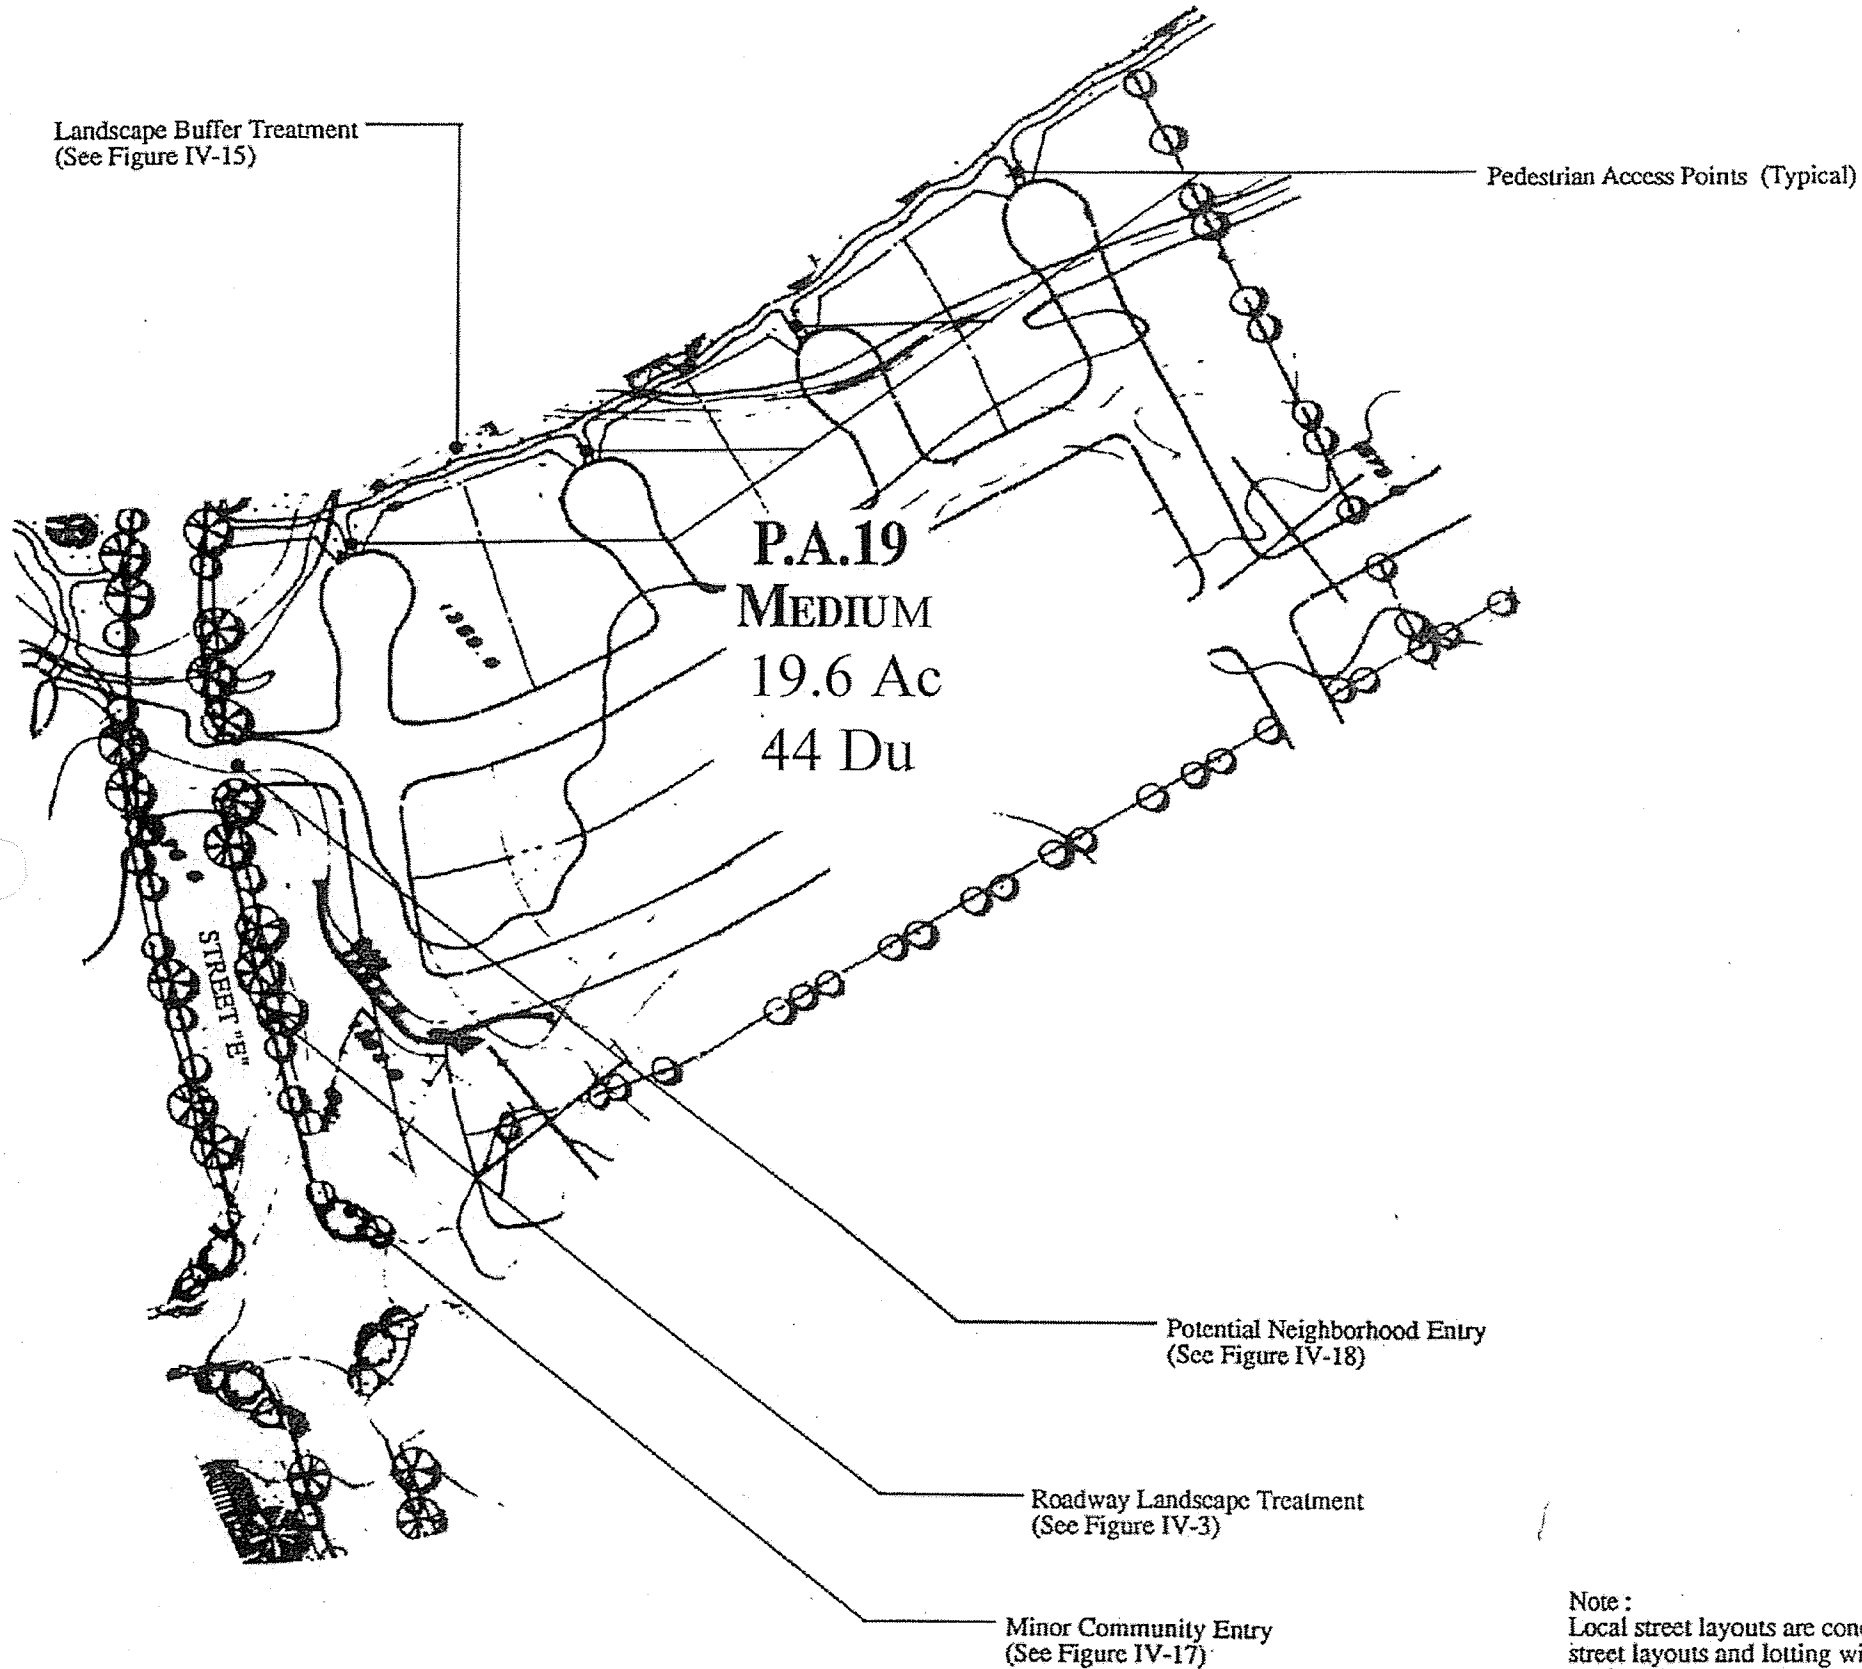 Landscape Buffer Treatment
(See Figure IV-15)
Pedestrian Access Points (Typical)
P.A.19
MEDIUM
19.6 Ac
44 Du
STREET "E"
Potential Neighborhood Entry
(See Figure IV-18)
Roadway Landscape Treatment
(See Figure IV-3)
Minor Community Entry
(See Figure IV-17)
Note :
Local street layouts are
street layouts and lotting